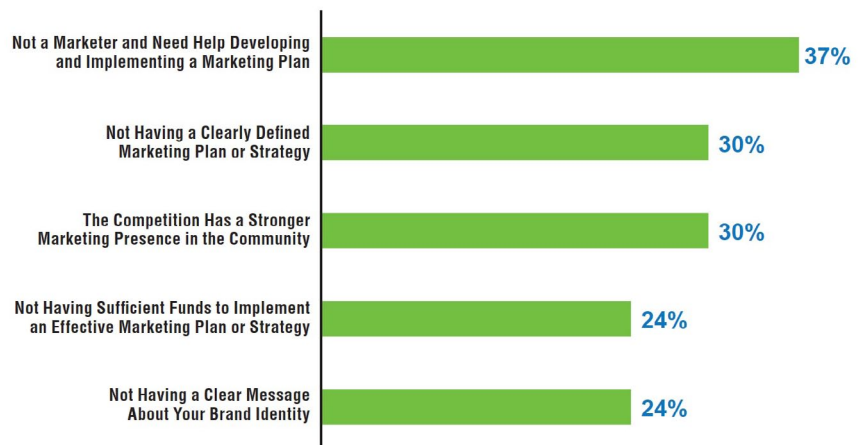 Not a Marketer and Need Help Developing
and Implementing a Marketing Plan
37%
Not Having a Clearly Defined
Marketing Plan or Strategy
30%
The Competition Has a Stronger
Marketing Presence in the Community
30%
Not Having Sufficient Funds to Implement
an Effective Marketing Plan or Strategy
24%
Not Having a Clear Message
About Your Brand Identity
24%